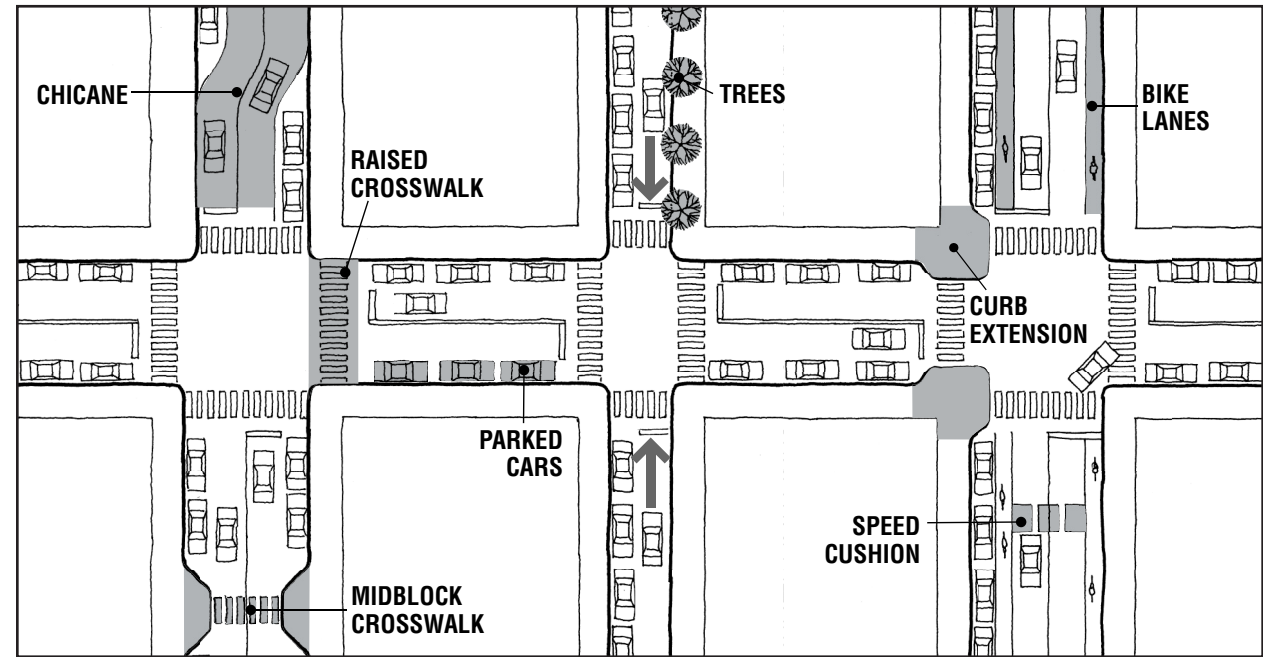 CHICANE
TREES
BIKE
LANES
RAISED
CROSSWALK
CURB
EXTENSION
PARKED
CARS
SPEED
CUSHION
MIDBLOCK
CROSSWALK